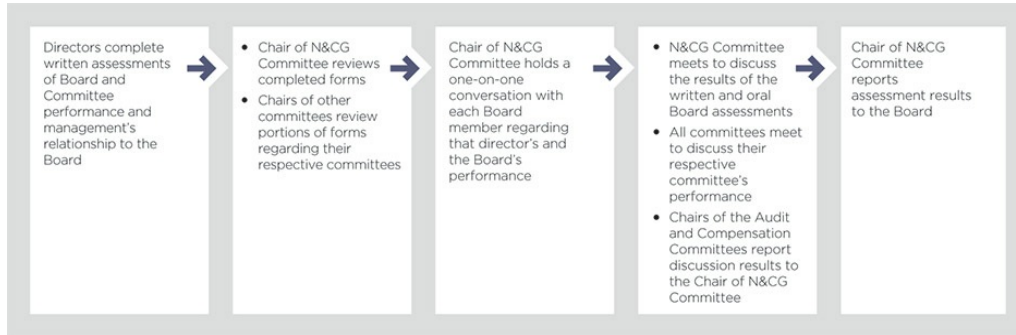 Directors complete
written assessments
of Board and
Committee
performance and
management's
relationship to the
Board
• Chair of N&CG
Committee reviews
completed forms
• Chairs of other
committees review
portions of forms
regarding their
respective committees
Chair of N&CG
Committee holds a
one-on-one
conversation with
each Board
member regarding
that director's and
the Board's
performance
• N&CG Committee
meets to discuss
the results of the
written and oral
Board assessments
• All committees meet
to discuss their
respective
committee's
performance
• Chairs of the Audit
and Compensation
Committees report
discussion results to
the Chair of N&CG
Committee
Chair of N&CG
Committee
reports
assessment results
to the Board